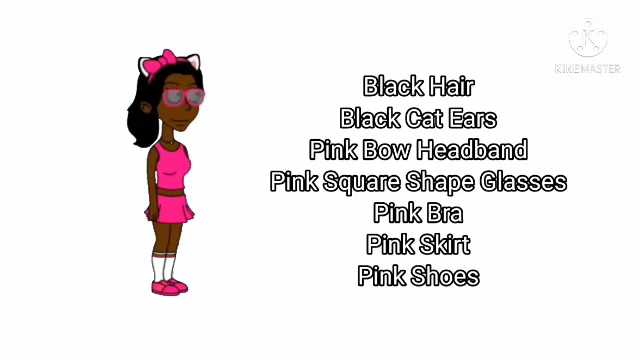 KINEMASTER
Black Hair
Black Cat Ears
Pink Bow Headband
Pink Square Shape Glasses
Pink Bra
Pink Skirt
Pink Shoes